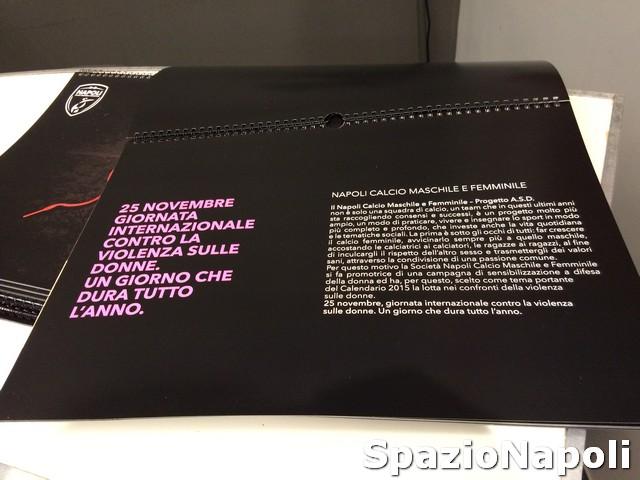 NAPOLI
25 NOVEMBRE
GIORNATA
INTERNAZIONALE
CONTRO LA
VIOLENZA SULLE
DONNE.
UN GIORNO CHE
DURA TUTTO
L'ANNO.
NAPOLI CALCIO MASCHILE E FEMMINILE
Il Napoli Calcio Maschile e Femminile – Progetto A.S.D.
non è solo una squadra di calcio, un team che in questi ultimi anni
sta raccogliendo consensi e successi, è un progetto molto più
ampio, un modo di praticare, vivere e insegnare lo sport in modo
più completo e profondo, che investe anche la vita quotidiana
e le tematiche sociali. La prima è sotto gli occhi di tutti: far crescere
il calcio femminile, avvicinarlo sempre più a quello maschile,
accostando le calciatrici ai calciatori, le ragazze ai ragazzi, al fine
di inculcargli il rispetto dell'altro sesso e trasmettergli dei valori
sani, attraverso la condivisione di una passione comune.
Per questo motivo la Società Napoli Calcio Maschile e Femminile
si fa promotrice di una campagna di sensibilizzazione a difesa
della donna ed ha, per questo, scelto come tema portante
del Calendario 2015 la lotta nei confronti della violenza
sulle donne.
25 novembre, giornata internazionale contro la violenza
sulle donne. Un giorno che dura tutto l'anno.
SpazioNapoli